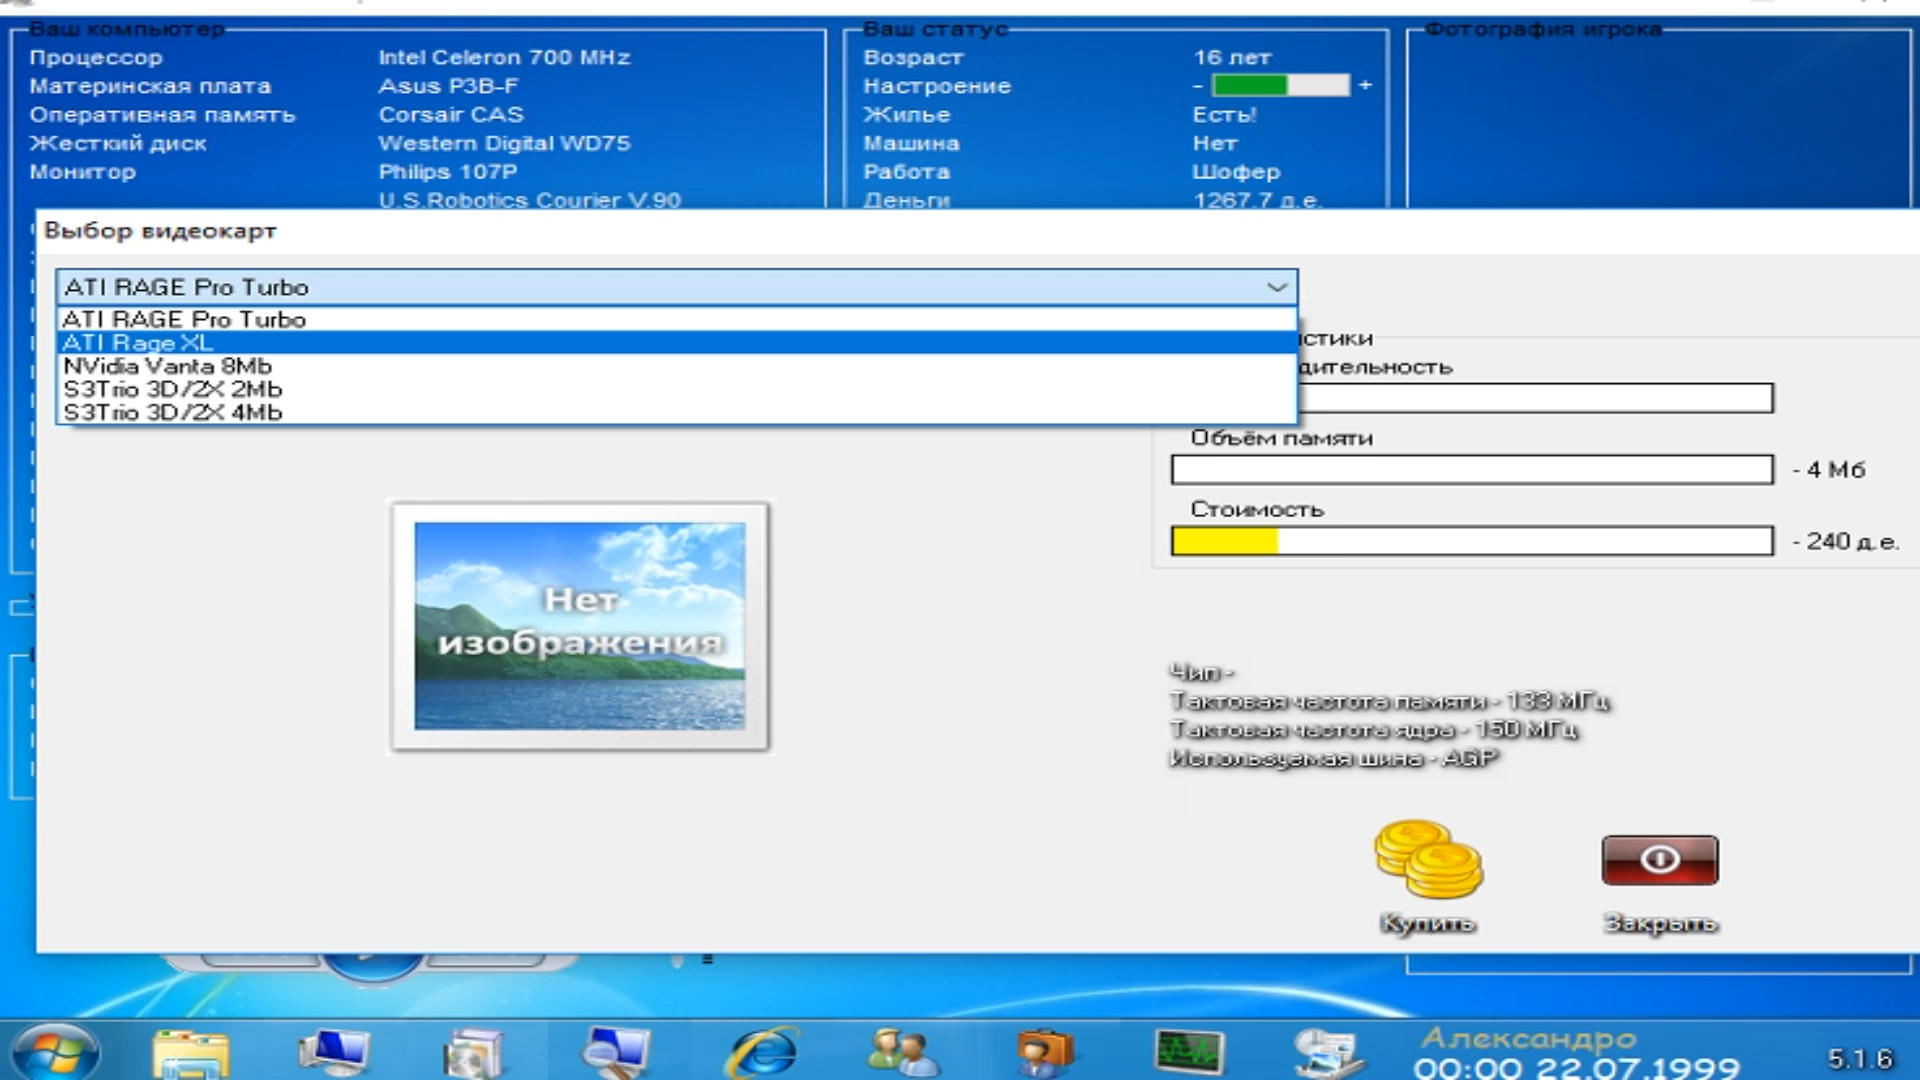 Ваш компьютер
Процессор Intel Celeron 700 MHz
Материнская плата Asus P3B-F
Оперативная память Corsair CAS
Жесткий диск Western Digital WD75
Монитор Philips 107P
U.S.Robotics Courier V.90
Ваш статус
Возраст 16 лет
Настроение - +
Жилье Есть!
Машина Нет
Работа Шофер
Деньги 1267.7 д.е.
Фотография игрока
Выбор видеокарт
ATI RAGE Pro Turbo
ATI RAGE Pro Turbo
ATI Rage XL
NVidia Vanta 8Mb
S3Trio 3D/2X 2Mb
S3Trio 3D/2X 4Mb
стики
дительность
Объём памяти
- 4 Мб
Стоимость
- 240 д.е.
Нет
изображения
Чип -
Тактовая частота памяти - 133 МГц
Тактовая частота ядра - 150 МГц
Используемая шина - AGP
Купить
Закрыть
Александро
00:00 22.07.1999
5.1.6